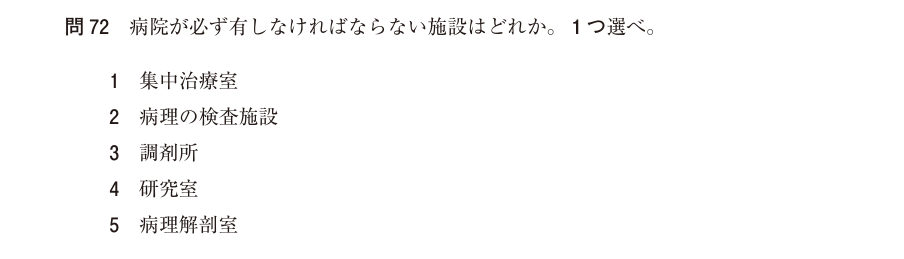 問72 病院が必ず有しなければならない施設はどれか。1つ選べ。
1 集中治療室
2 病理の検査施設
3 調剤所
4 研究室
5 病理解剖室